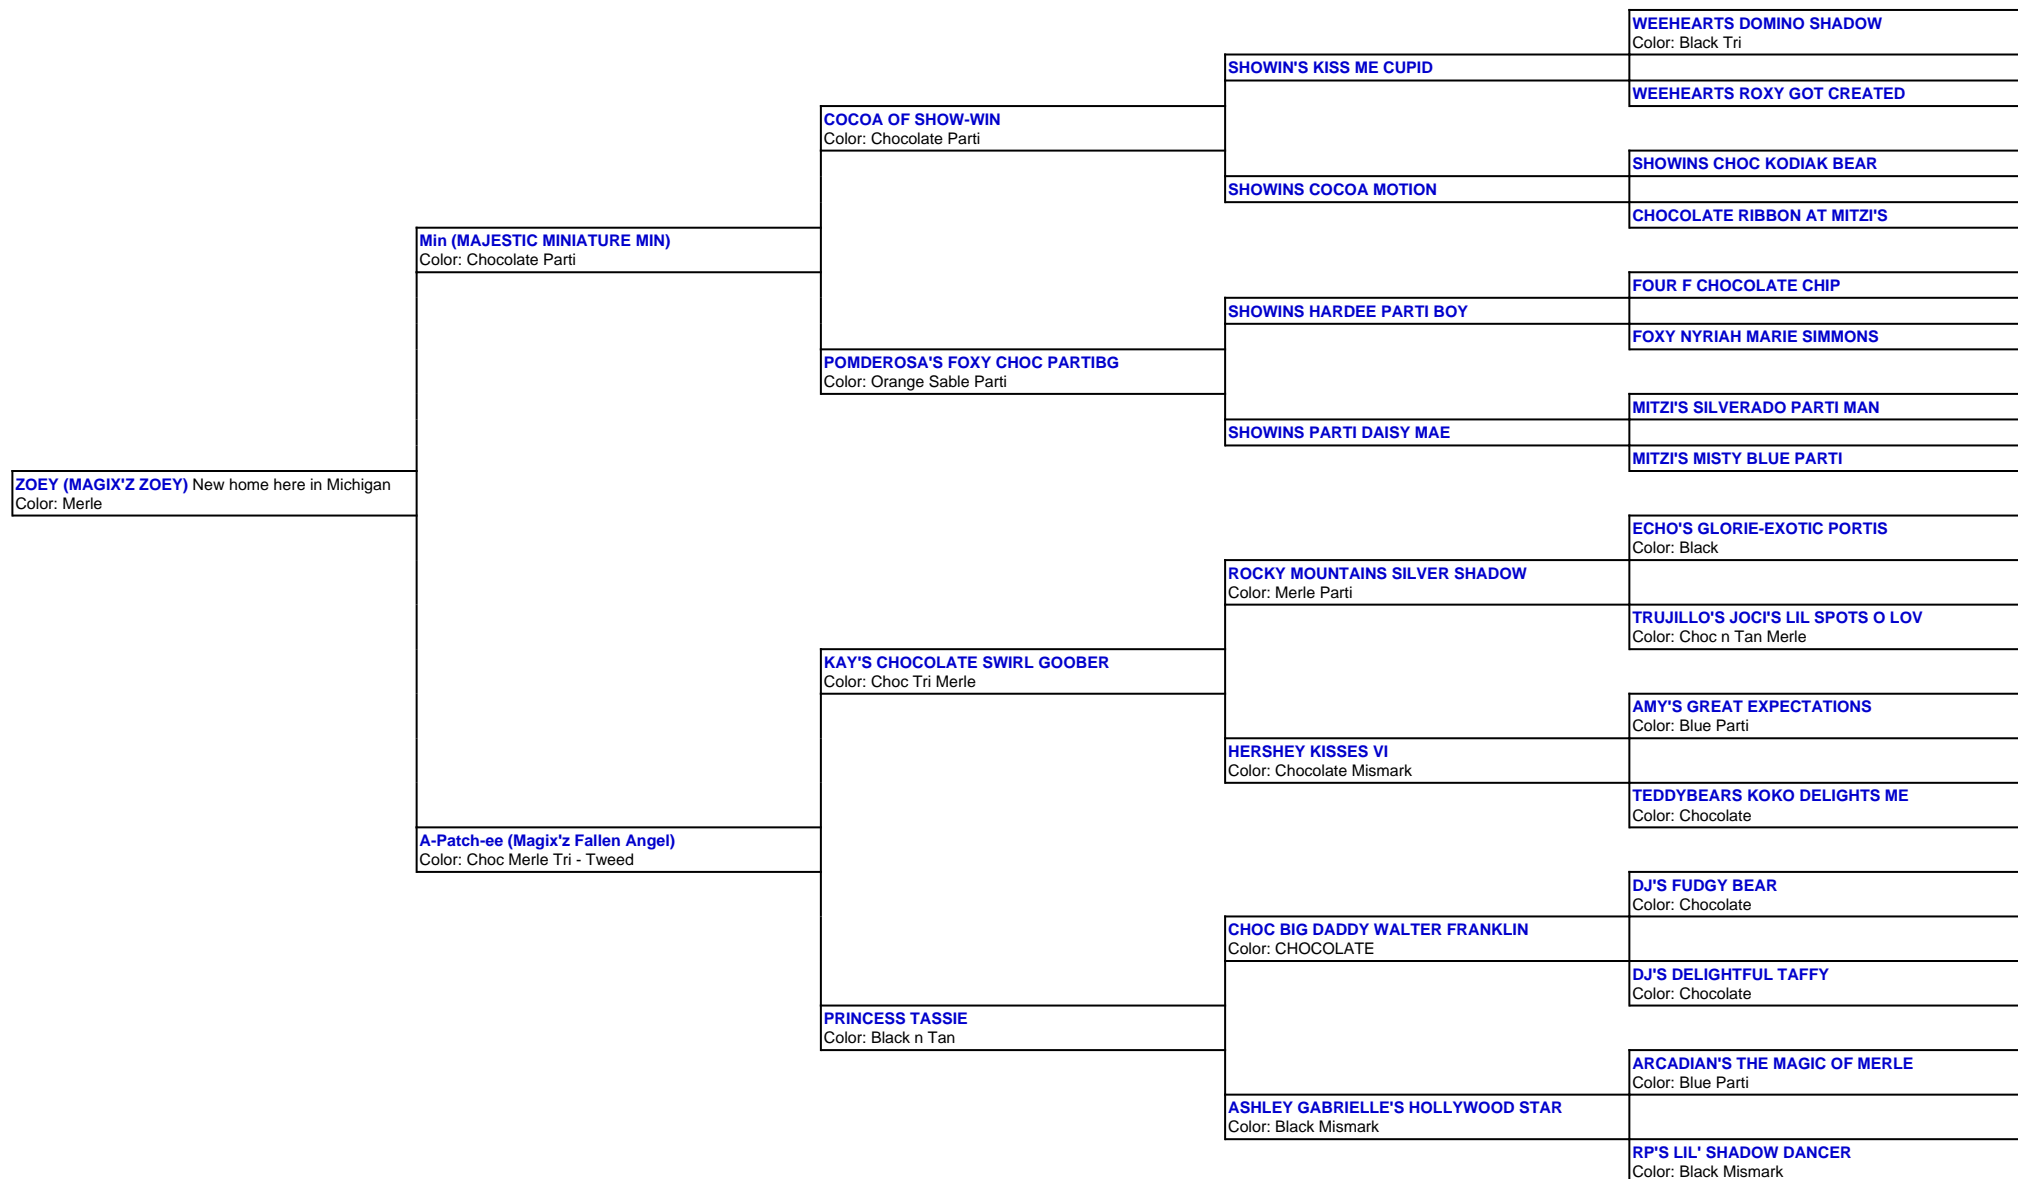 WEEHEARTS DOMINO SHADOW
Color: Black Tri
SHOWIN'S KISS ME CUPID
WEEHEARTS ROXY GOT CREATED
COCOA OF SHOW-WIN
Color: Chocolate Parti
SHOWINS CHOC KODIAK BEAR
SHOWINS COCOA MOTION
CHOCOLATE RIBBON AT MITZI'S
Min (MAJESTIC MINIATURE MIN)
Color: Chocolate Parti
FOUR F CHOCOLATE CHIP
SHOWINS HARDEE PARTI BOY
FOXY NYRIAH MARIE SIMMONS
POMDEROSA'S FOXY CHOC PARTIBG
Color: Orange Sable Parti
MITZI'S SILVERADO PARTI MAN
SHOWINS PARTI DAISY MAE
MITZI'S MISTY BLUE PARTI
ZOEY (MAGIX'Z ZOEY) New home here in Michigan
Color: Merle
ECHO'S GLORIE-EXOTIC PORTIS
Color: Black
ROCKY MOUNTAINS SILVER SHADOW
Color: Merle Parti
TRUJILLO'S JOCI'S LIL SPOTS O LOV
Color: Choc n Tan Merle
KAY'S CHOCOLATE SWIRL GOOBER
Color: Choc Tri Merle
AMY'S GREAT EXPECTATIONS
Color: Blue Parti
HERSHEY KISSES VI
Color: Chocolate Mismark
TEDDYBEARS KOKO DELIGHTS ME
Color: Chocolate
A-Patch-ee (Magix'z Fallen Angel)
Color: Choc Merle Tri - Tweed
DJ'S FUDGY BEAR
Color: Chocolate
CHOC BIG DADDY WALTER FRANKLIN
Color: CHOCOLATE
DJ'S DELIGHTFUL TAFFY
Color: Chocolate
PRINCESS TASSIE
Color: Black n Tan
ARCADIAN'S THE MAGIC OF MERLE
Color: Blue Parti
ASHLEY GABRIELLE'S HOLLYWOOD STAR
Color: Black Mismark
RP'S LIL' SHADOW DANCER
Color: Black Mismark